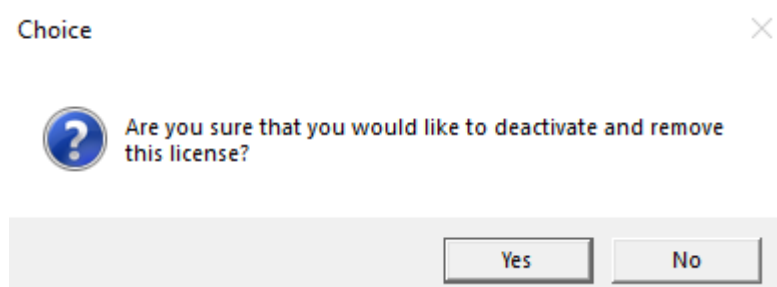 Choice
Are you sure that you would like to deactivate and remove
this license?
Yes
No